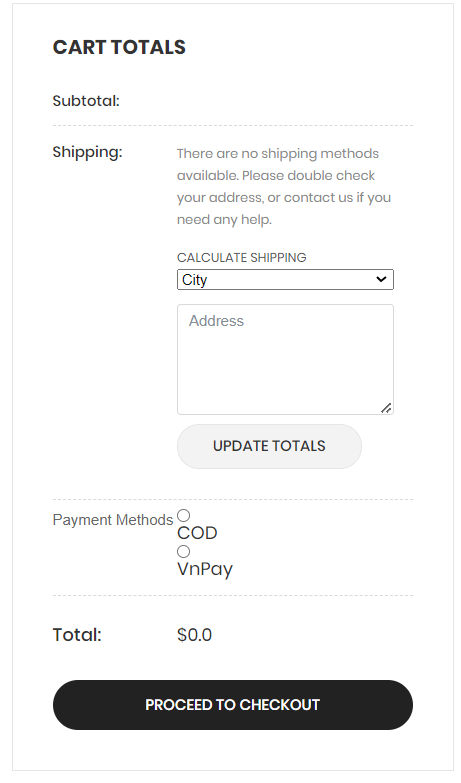 CART TOTALS
Subtotal:
Shipping:
There are no shipping methods
available. Please double check
your address, or contact us if you
need any help.
CALCULATE SHIPPING
City
Address
UPDATE TOTALS
Payment Methods
COD
VnPay
Total:
$0.0
PROCEED TO CHECKOUT